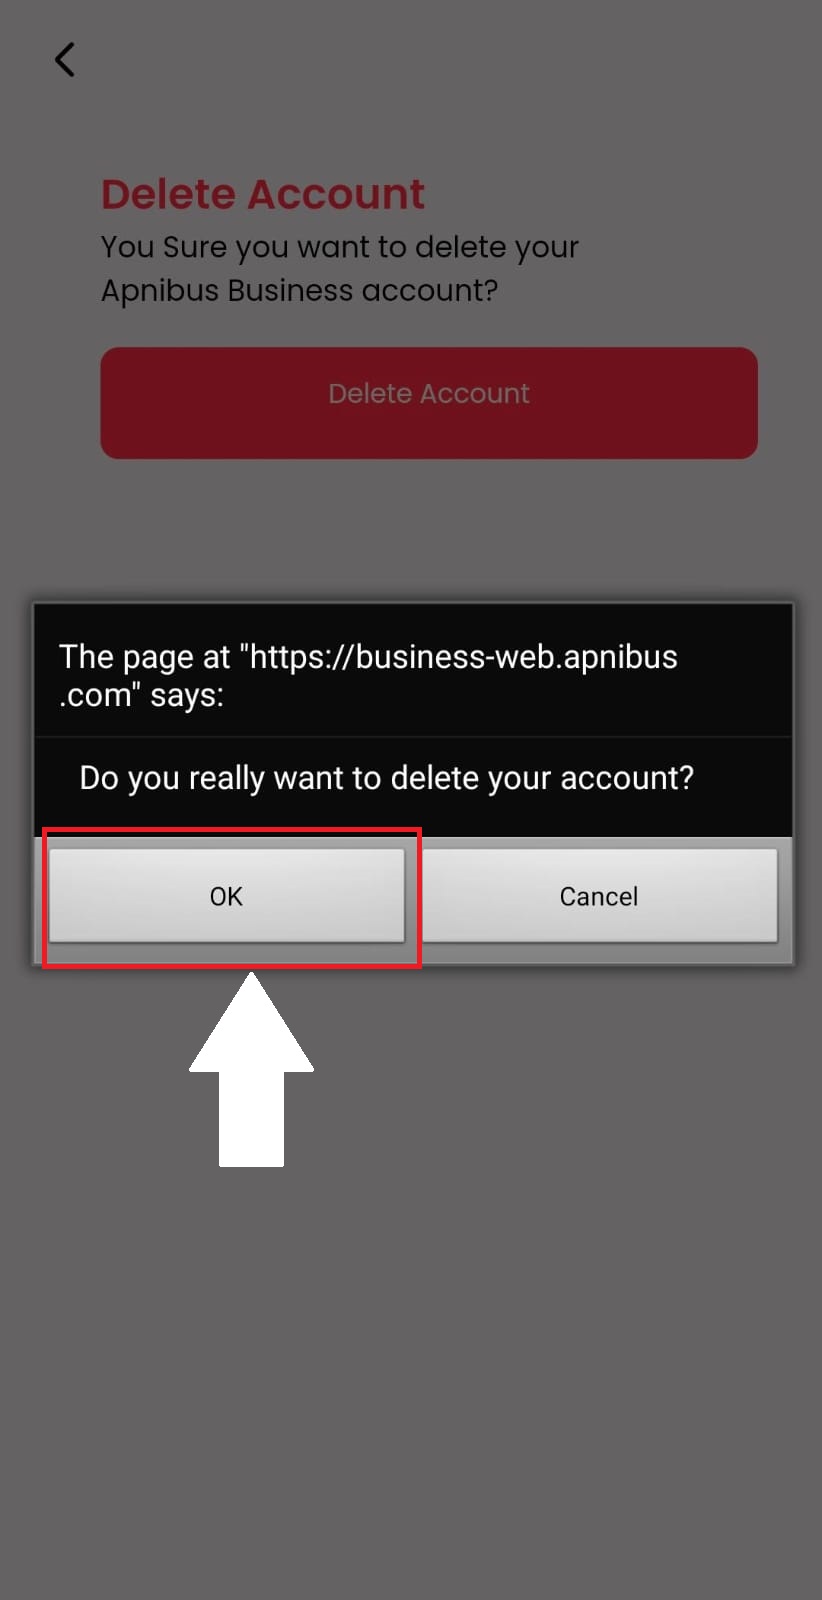 Delete Account
You Sure you want to delete your
Apnibus Business account?
Delete Account
The page at "https://business-web.apnibus
.com" says:
Do you really want to delete your account?
OK
Cancel